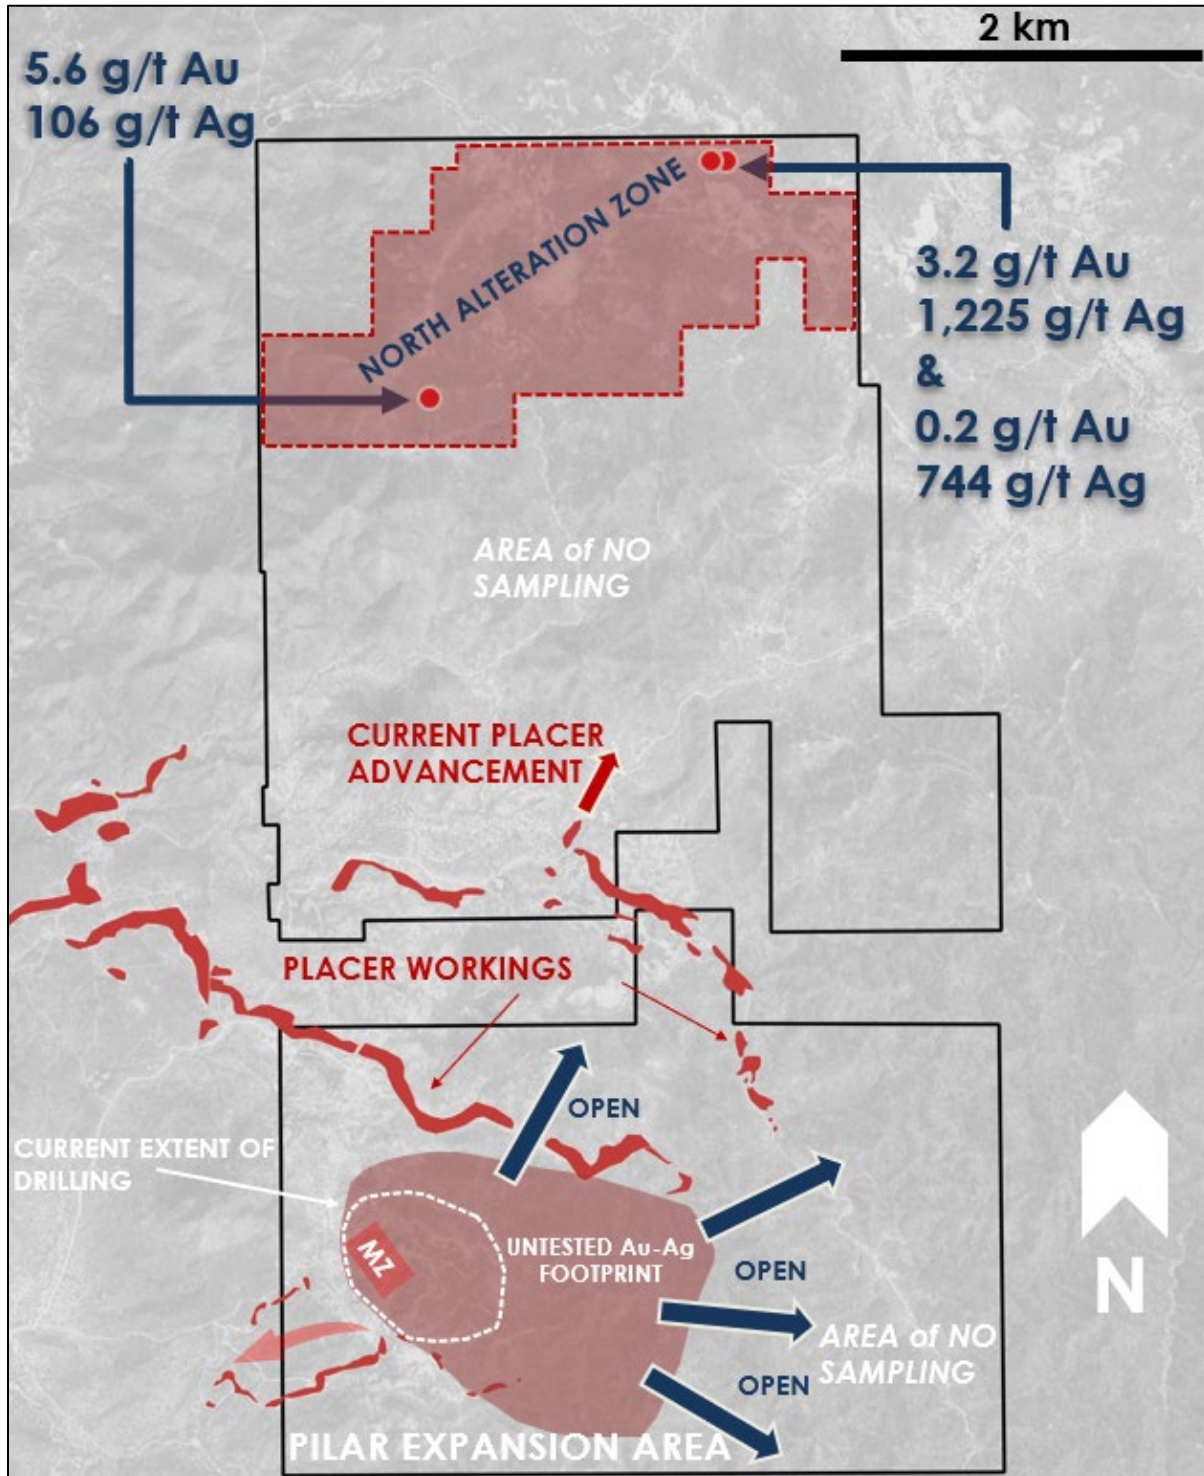 2 km
5.6 g/t Au
106 g/t Ag
NORTH ALTERATION ZONE
3.2 g/t Au
1,225 g/t Ag
&
0.2 g/t Au
744 g/t Ag
AREA of NO
SAMPLING
CURRENT PLACER
ADVANCEMENT
PLACER WORKINGS
OPEN
CURRENT EXTENT OF
DRILLING
MZ
UNTESTED Au-Ag
FOOTPRINT
OPEN
AREA of NO
SAMPLING
OPEN
N
PILAR EXPANSION AREA